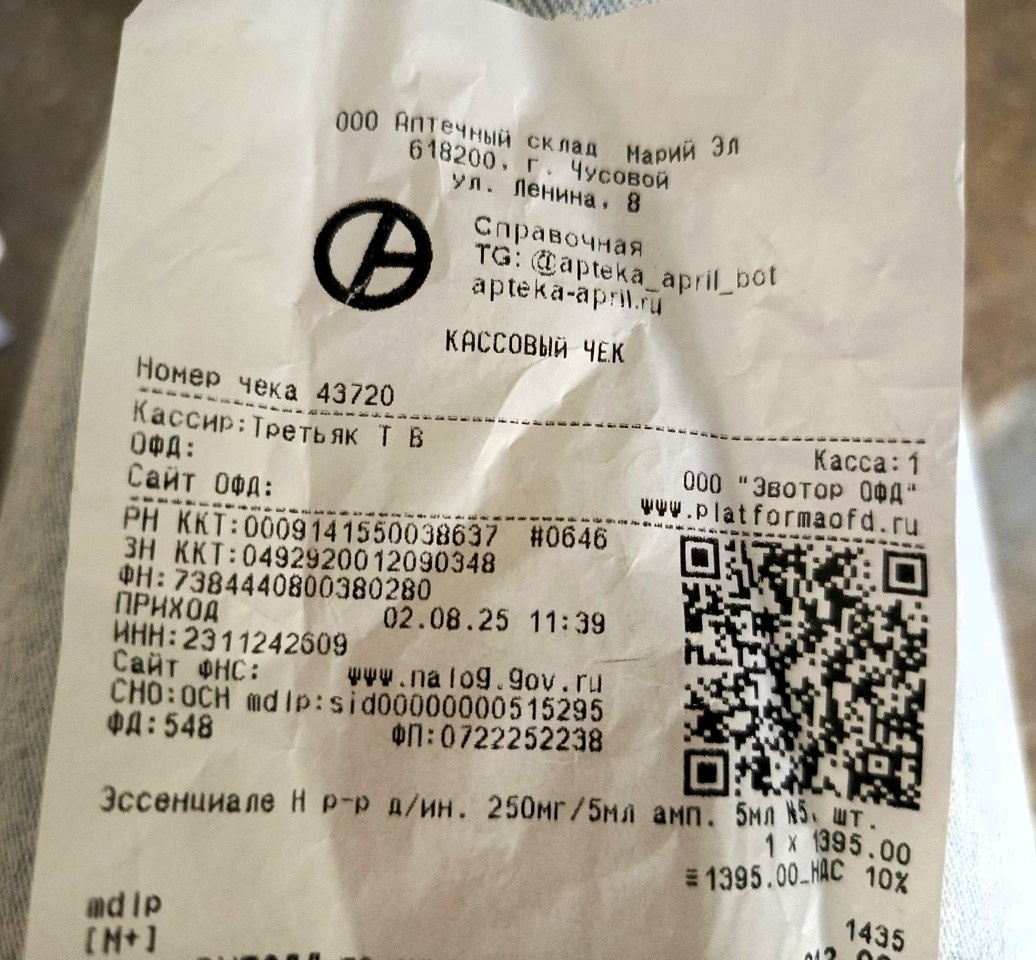 ООО Аптечный склад Марий Эл
618200, г. Чусовой
ул. Ленина, 8
Справочная
TG: @apteka_april_bot
apteka-april.ru
КАССОВЫЙ ЧЕК
Номер чека 43720
Кассир:Третьяк Т В
Касса:1
ОФД: ООО "Эвотор ОФД"
Сайт ОФД: www.platformaofd.ru
РН ККТ:0009141550038637 #0646
ЗН ККТ:0492920012090348
ФН:7384440800380280
ПРИХОД 02.08.25 11:39
ИНН:2311242609
Сайт ФНС: www.nalog.gov.ru
СНО:ОСН mdlp:sid00000000515295
ФД:548 ФП:0722252238
Эссенциале Н р-р д/ин. 250мг/5мл амп. 5мл №5, шт.
1 x 1395.00
≡1395.00_НДС 10%
mdlp
[M+] 1435